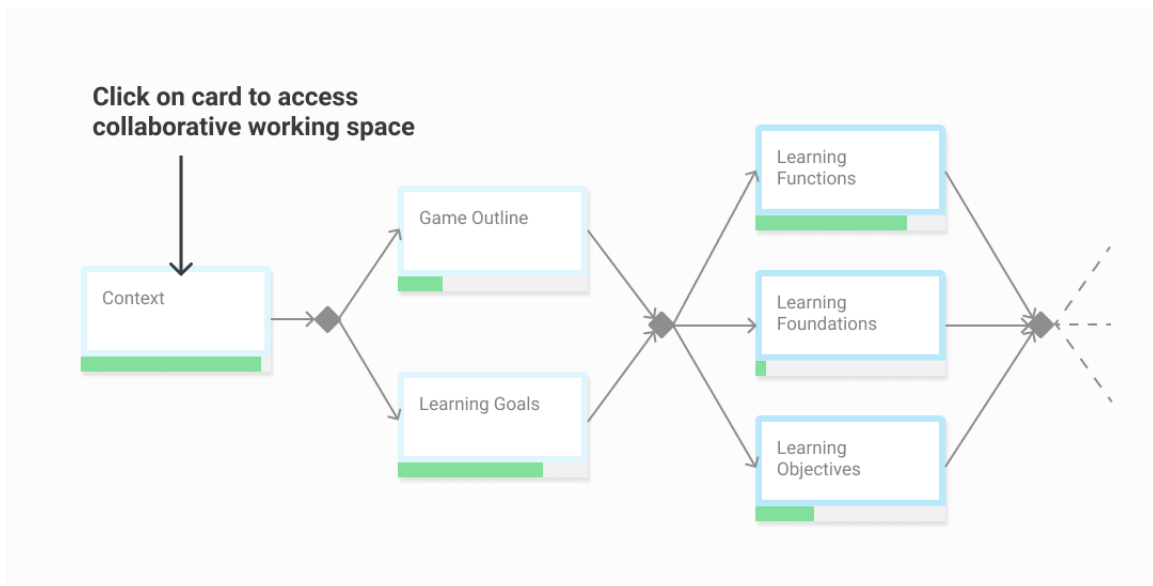 Click on card to access
collaborative working space
Context
Game Outline
Learning Goals
Learning
Functions
Learning
Foundations
Learning
Objectives